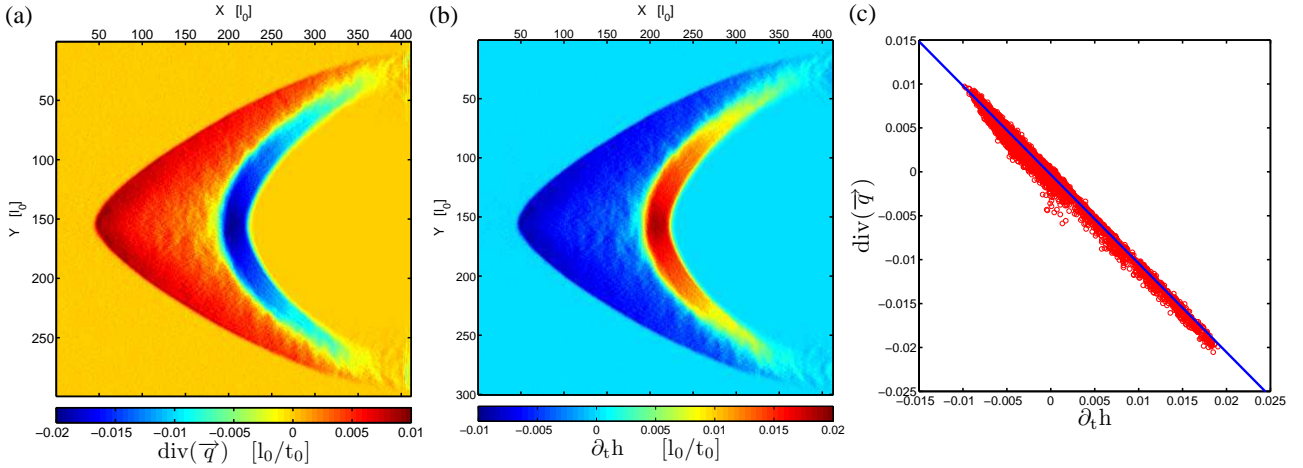 (a)
X [l₀]
50 100 150 200 250 300 350 400
Y [l₀]
50
100
150
200
250
−0.02 −0.015 −0.01 −0.005 0 0.005 0.01
div(q⃗) [l₀/t₀]
(b)
X [l₀]
50 100 150 200 250 300 350 400
Y [l₀]
50
100
150
200
250
300
−0.01 −0.005 0 0.005 0.01 0.015 0.02
∂ₜh [l₀/t₀]
(c)
div(q⃗)
0.015
0.01
0.005
0
−0.005
−0.01
−0.015
−0.02
−0.025
−0.015 −0.01 −0.005 0 0.005 0.01 0.015 0.02 0.025
∂ₜh